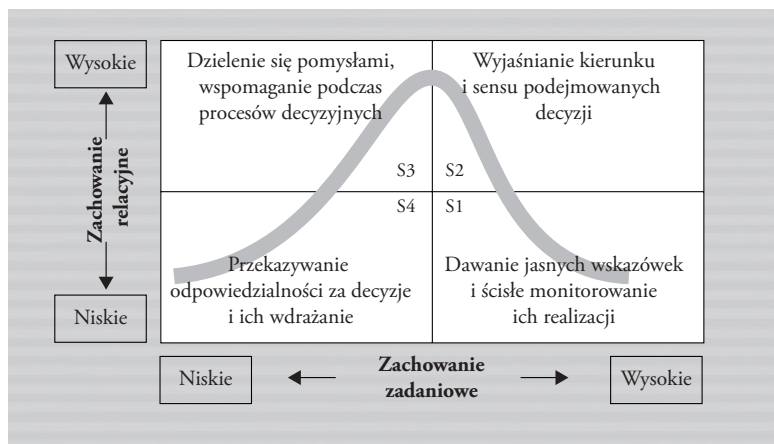 Wysokie
Zachowanie
relacyjne
Niskie
Dzielenie się pomysłami,
wspomaganie podczas
procesów decyzyjnych
S3
Wyjaśnianie kierunku
i sensu podejmowanych
decyzji
S2
S4
Przekazywanie
odpowiedzialności za decyzje
i ich wdrażanie
S1
Dawanie jasnych wskazówek
i ścisłe monitorowanie
ich realizacji
Niskie
Zachowanie
zadaniowe
Wysokie